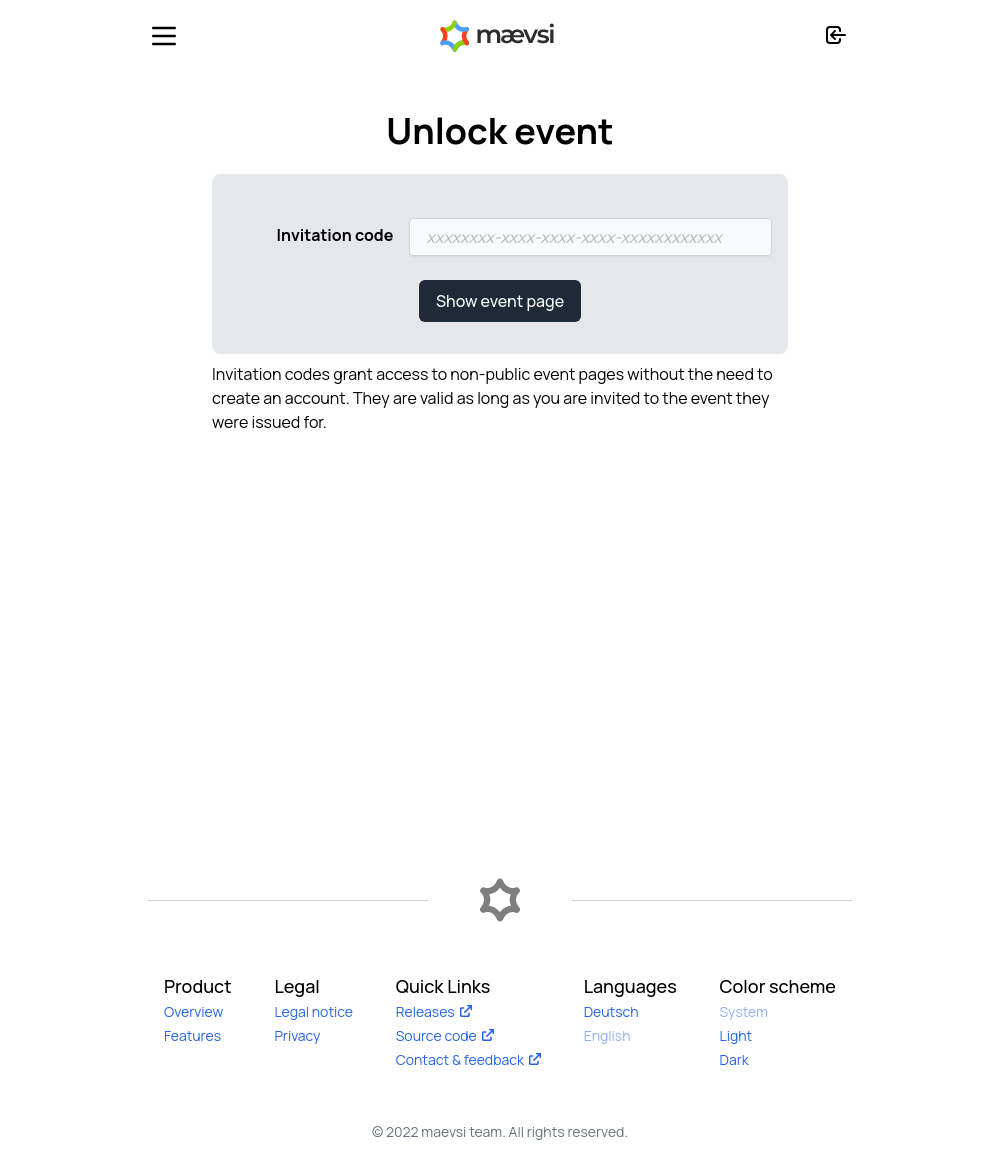 mævsi
Unlock event
Invitation code
xxxxxxxx-xxxx-xxxx-xxxx-xxxxxxxxxxxx
Show event page
Invitation codes grant access to non-public event pages without the need to
create an account. They are valid as long as you are invited to the event they
were issued for.
Product
Overview
Features
Legal
Legal notice
Privacy
Quick Links
Releases
Source code
Contact & feedback
Languages
Deutsch
English
Color scheme
System
Light
Dark
© 2022 maevsi team. All rights reserved.